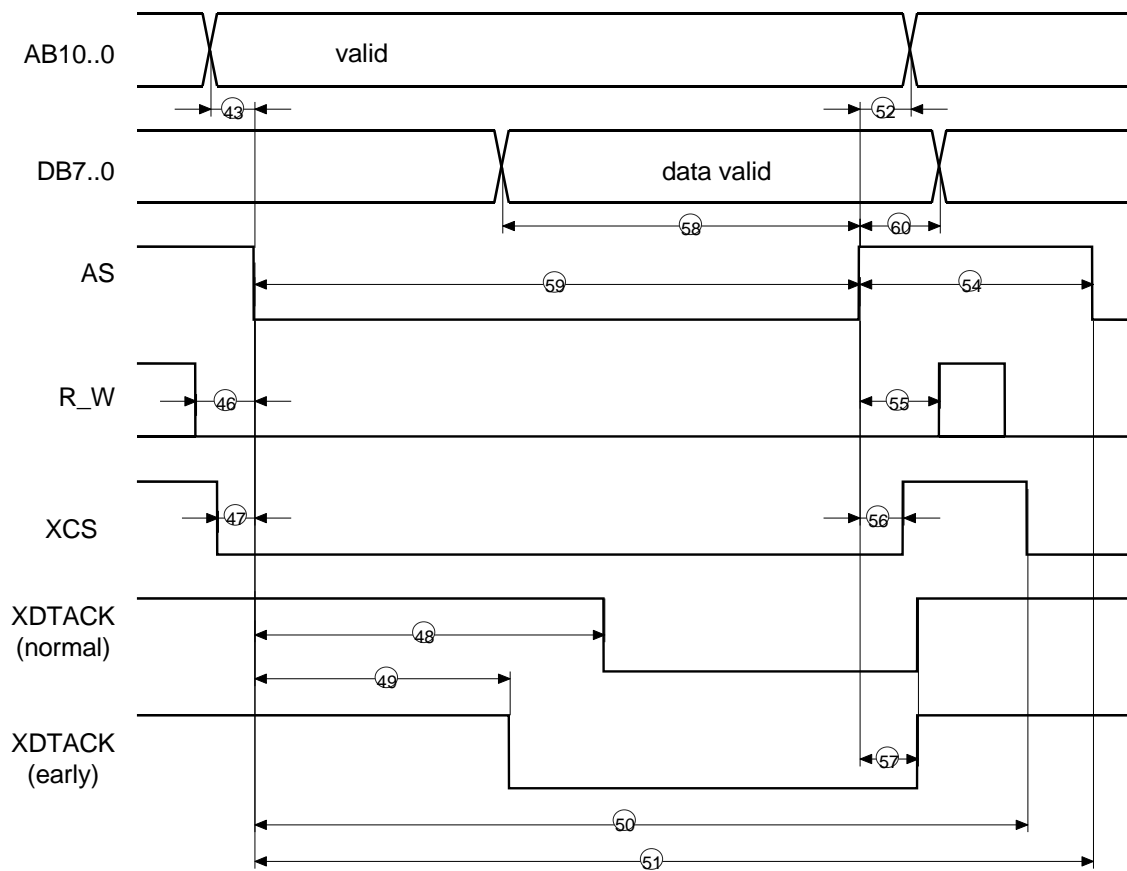 AB10..0
valid
43
52
DB7..0
data valid
58
60
AS
59
54
R_W
46
55
XCS
47
56
XDTACK
(normal)
48
49
XDTACK
(early)
57
50
51